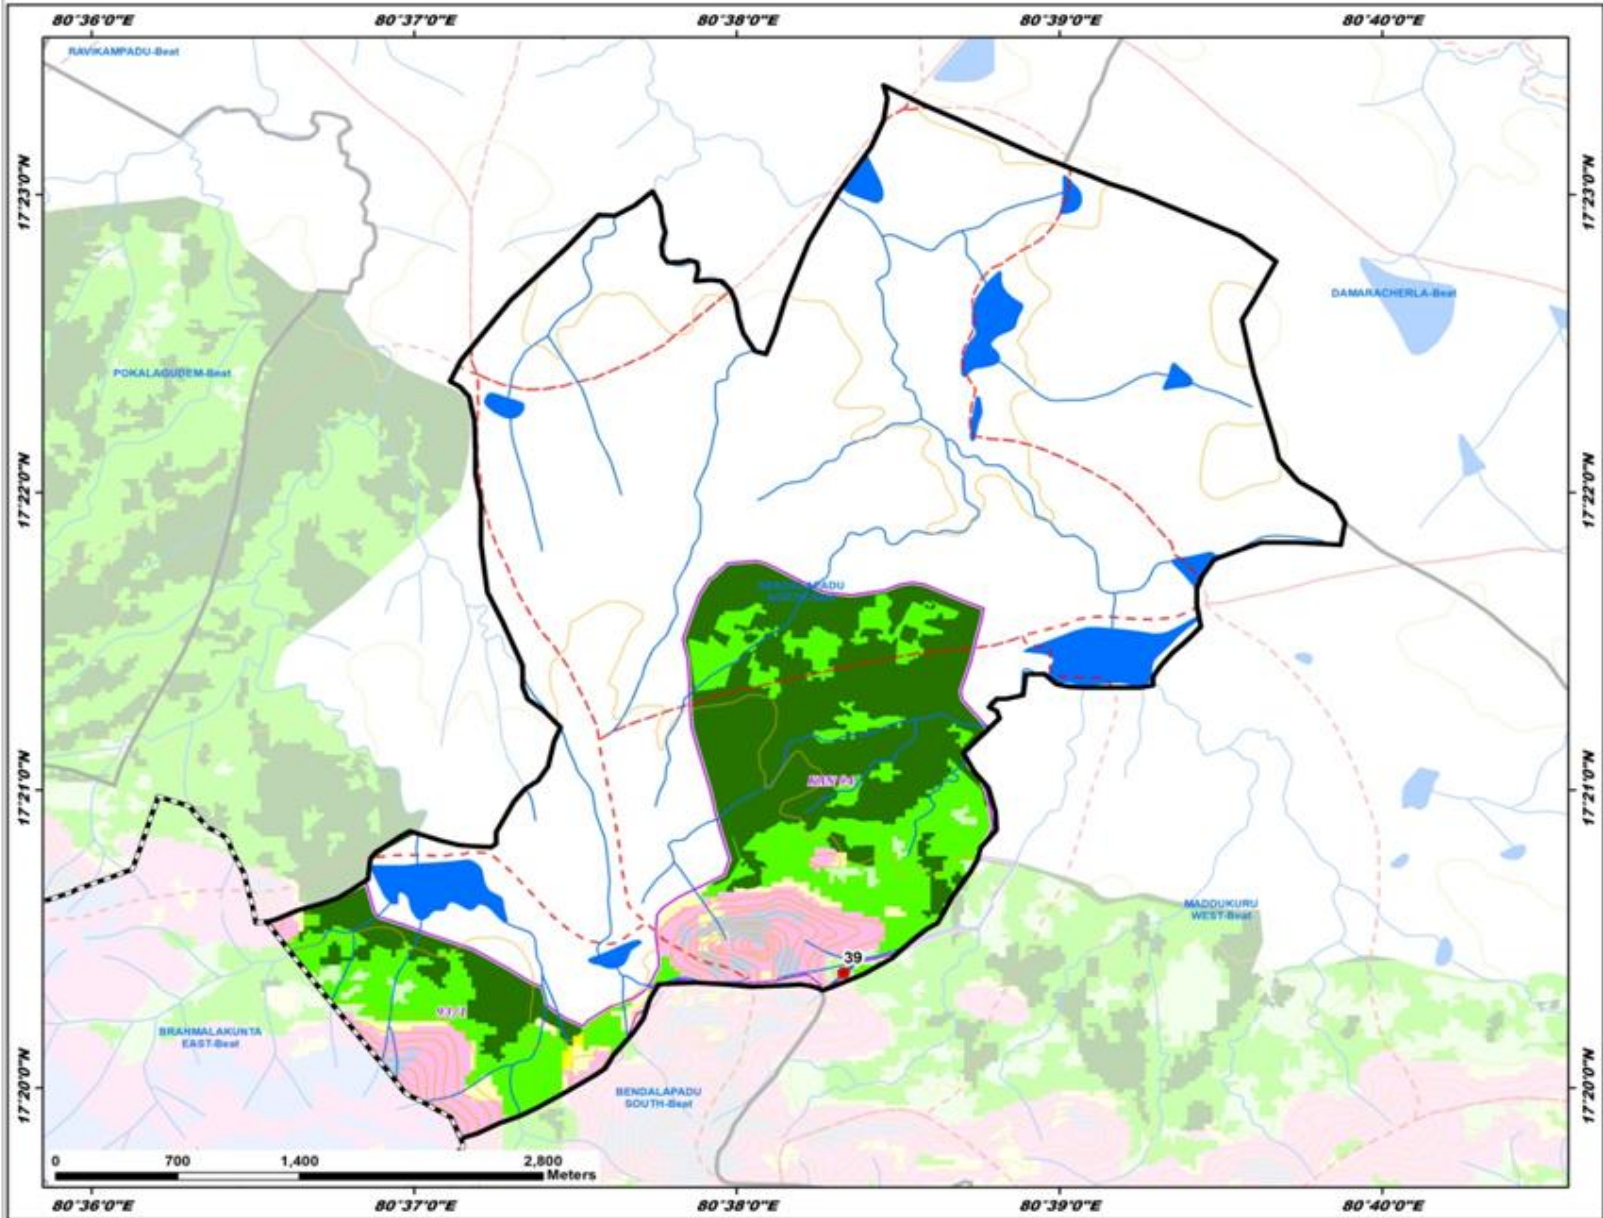 80°36'0"E 80°37'0"E 80°38'0"E 80°39'0"E 80°40'0"E
RAVIKAMPADU-Beat
17°23'0"N 17°23'0"N
DAMARACHERLA-Beat
POKALAGUDEM-Beat
17°22'0"N 17°22'0"N
17°21'0"N 17°21'0"N
MADDUKURU
WEST-Beat
39
93/1
BRAHMALAKUNTA
EAST-Beat
17°20'0"N 17°20'0"N
BENDALAPADU
SOUTH-Beat
0 700 1,400 2,800
Meters
80°36'0"E 80°37'0"E 80°38'0"E 80°39'0"E 80°40'0"E